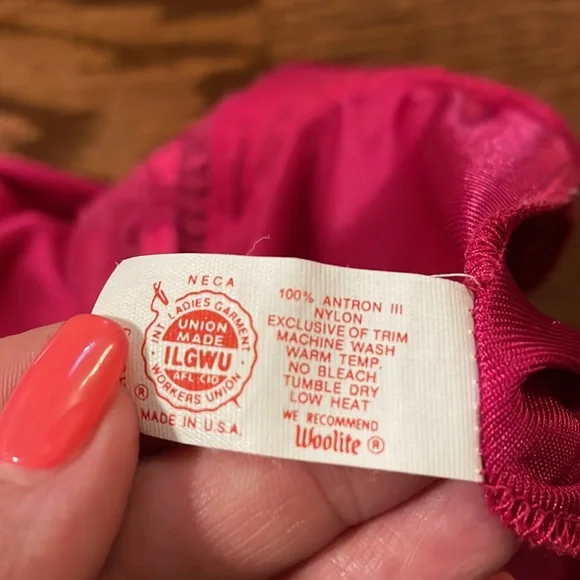 NECA
INT. LADIES GARMENT
WORKERS UNION
UNION
MADE
ILGWU
AFL CIO
®
MADE IN U.S.A.
100% ANTRON III
NYLON
EXCLUSIVE OF TRIM
MACHINE WASH
WARM TEMP.
NO BLEACH
TUMBLE DRY
LOW HEAT
WE RECOMMEND
Woolite ®